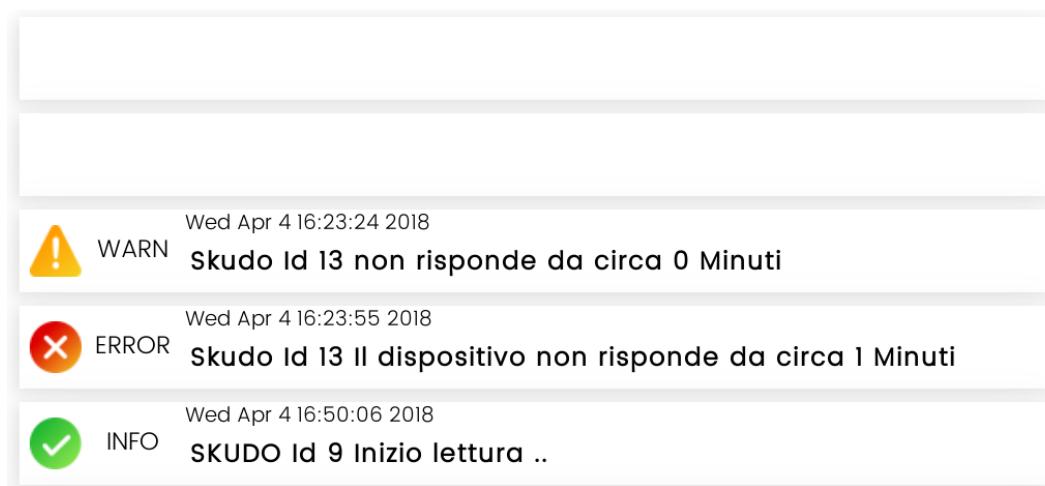 Wed Apr 4 16:23:24 2018
WARN
Skudo Id 13 non risponde da circa 0 Minuti
Wed Apr 4 16:23:55 2018
ERROR
Skudo Id 13 Il dispositivo non risponde da circa 1 Minuti
Wed Apr 4 16:50:06 2018
INFO
SKUDO Id 9 Inizio lettura ..